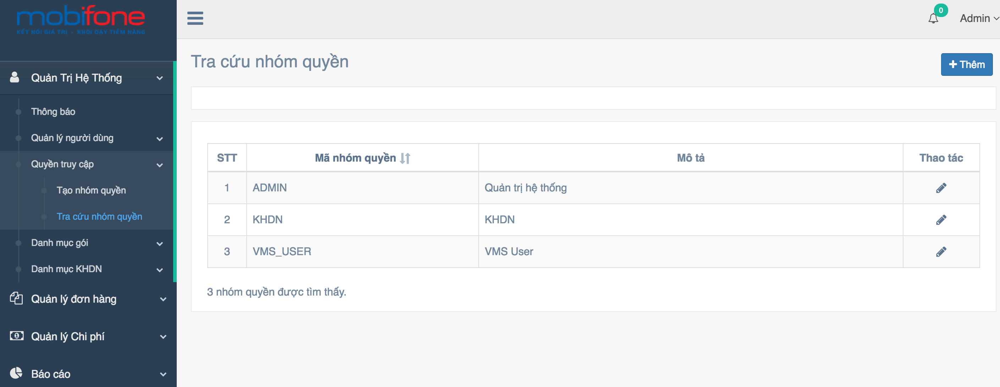 mobifone
KẾT NỐI GIÁ TRỊ - KHƠI DẬY TIỀM NĂNG
0
Admin
Tra cứu nhóm quyền
Thêm
Quản Trị Hệ Thống
Thông báo
Quản lý người dùng
Quyền truy cập
Tạo nhóm quyền
Tra cứu nhóm quyền
Danh mục gói
Danh mục KHDN
Quản lý đơn hàng
Quản lý Chi phí
Báo cáo
STT Mã nhóm quyền Mô tả Thao tác
1 ADMIN Quản trị hệ thống
2 KHDN KHDN
3 VMS_USER VMS User
3 nhóm quyền được tìm thấy.